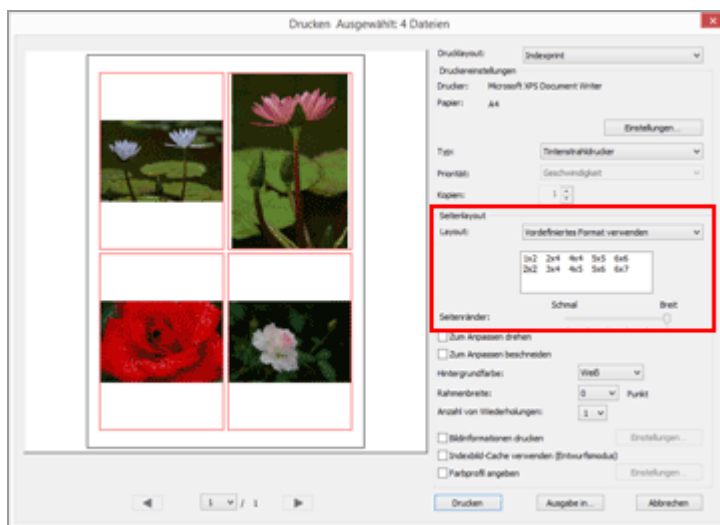 Drucken Ausgewählt: 4 Dateien
Drucklayout: Indexprint
Druckereinstellungen
Drucker: Microsoft XPS Document Writer
Papier: A4
Einstellungen...
Typ: Tintenstrahldrucker
Priorität: Geschwindigkeit
Kopien: 1
Seitenlayout
Layout: Vordefiniertes Format verwenden
1x2 2x4 4x4 5x5 6x6
2x2 3x4 4x5 5x6 6x7
Schmal Breit
Seitenränder:
Zum Anpassen drehen
Zum Anpassen beschneiden
Hintergrundfarbe: Weiß
Rahmenbreite: 0 Punkt
Anzahl von Wiederholungen: 1
Bildinformationen drucken Einstellungen...
Indexbild-Cache verwenden (Entwurfsmodus)
Farbprofil angeben Einstellungen...
1 / 1 Drucken Ausgabe in... Abbrechen